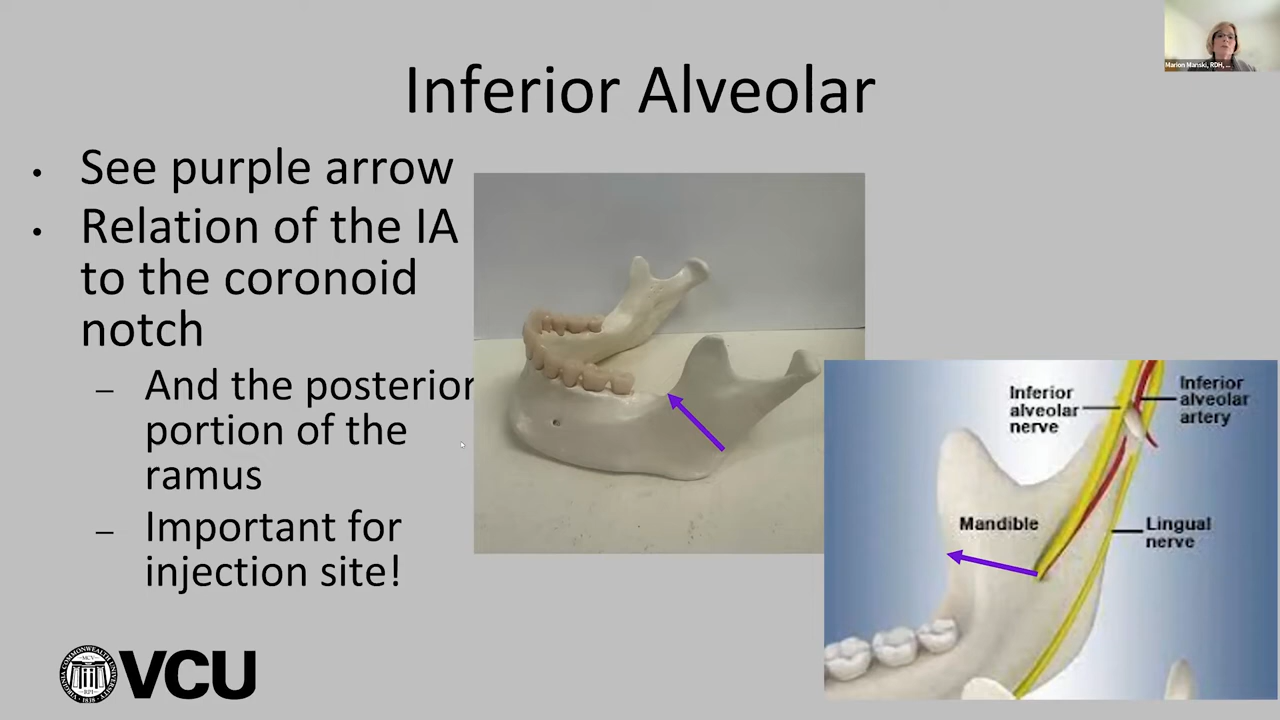 Marion Manski, RDH, ...
Inferior Alveolar
• See purple arrow
• Relation of the IA
to the coronoid
notch
– And the posterior
portion of the
ramus
– Important for
injection site!
Inferior
alveolar
nerve
Inferior
alveolar
artery
Mandible
Lingual
nerve
VCU